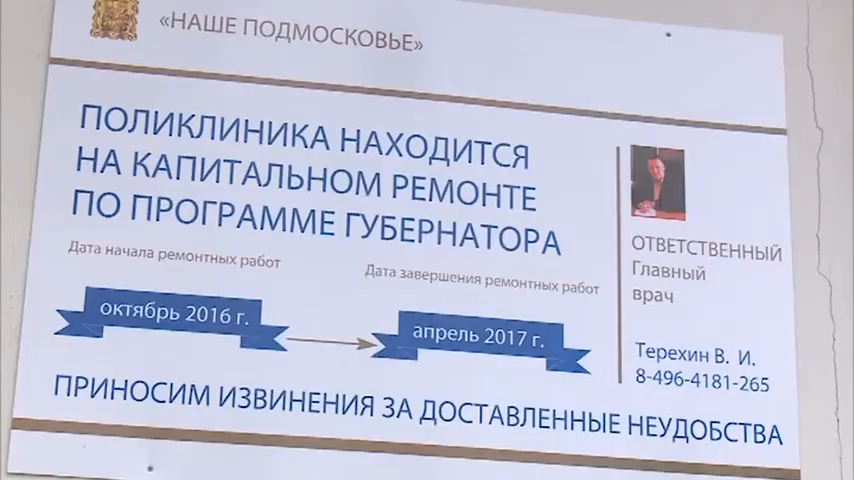 «НАШЕ ПОДМОСКОВЬЕ»
ПОЛИКЛИНИКА НАХОДИТСЯ
НА КАПИТАЛЬНОМ РЕМОНТЕ
ПО ПРОГРАММЕ ГУБЕРНАТОРА
Дата начала ремонтных работ
Дата завершения ремонтных работ
октябрь 2016 г.
апрель 2017 г.
ОТВЕТСТВЕННЫЙ
Главный
врач
Терехин В. И.
8-496-4181-265
ПРИНОСИМ ИЗВИНЕНИЯ ЗА ДОСТАВЛЕННЫЕ НЕУДОБСТВА